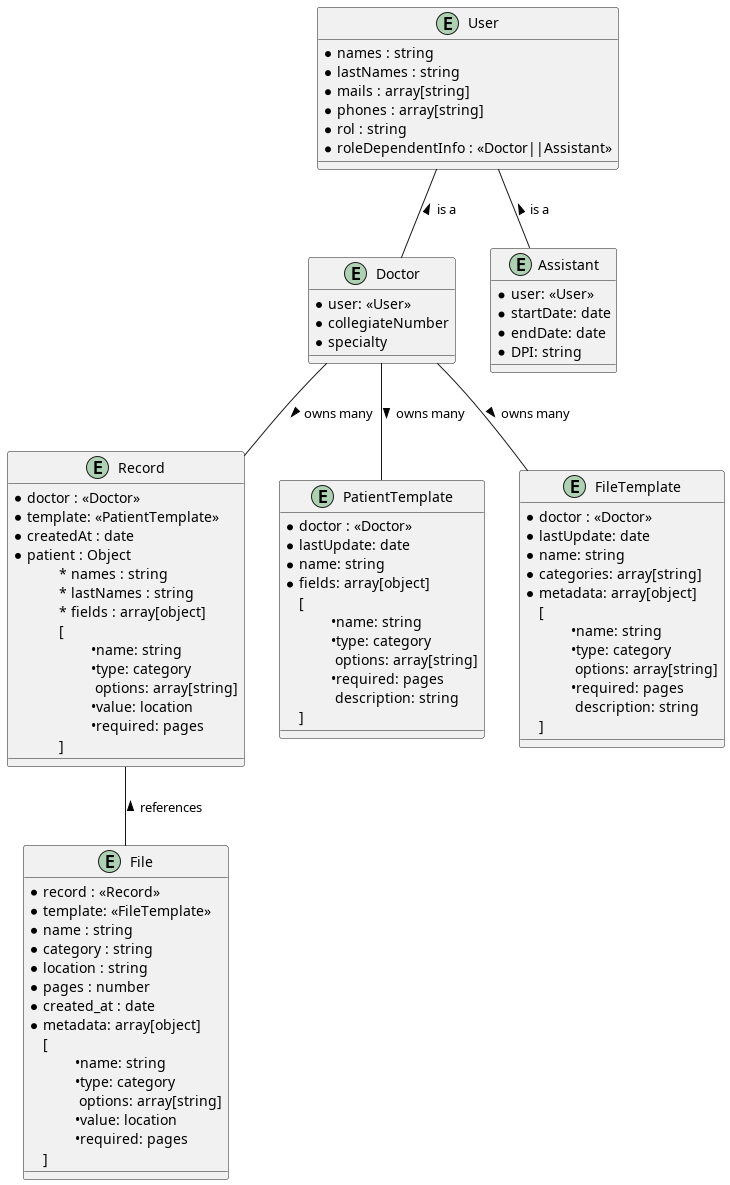 E User
* names : string
* lastNames : string
* mails : array[string]
* phones : array[string]
* rol : string
* roleDependentInfo : «Doctor||Assistant»
is a
is a
E Doctor
* user: «User»
* collegiateNumber
* specialty
E Assistant
* user: «User»
* startDate: date
* endDate: date
* DPI: string
owns many
owns many
owns many
E Record
* doctor : «Doctor»
* template: «PatientTemplate»
* createdAt : date
* patient : Object
* names : string
* lastNames : string
* fields : array[object]
[
•name: string
•type: category
options: array[string]
•value: location
•required: pages
]
E PatientTemplate
* doctor : «Doctor»
* lastUpdate: date
* name: string
* fields: array[object]
[
•name: string
•type: category
options: array[string]
•required: pages
description: string
]
E FileTemplate
* doctor : «Doctor»
* lastUpdate: date
* name: string
* categories: array[string]
* metadata: array[object]
[
•name: string
•type: category
options: array[string]
•required: pages
description: string
]
references
E File
* record : «Record»
* template: «FileTemplate»
* name : string
* category : string
* location : string
* pages : number
* created_at : date
* metadata: array[object]
[
•name: string
•type: category
options: array[string]
•value: location
•required: pages
]